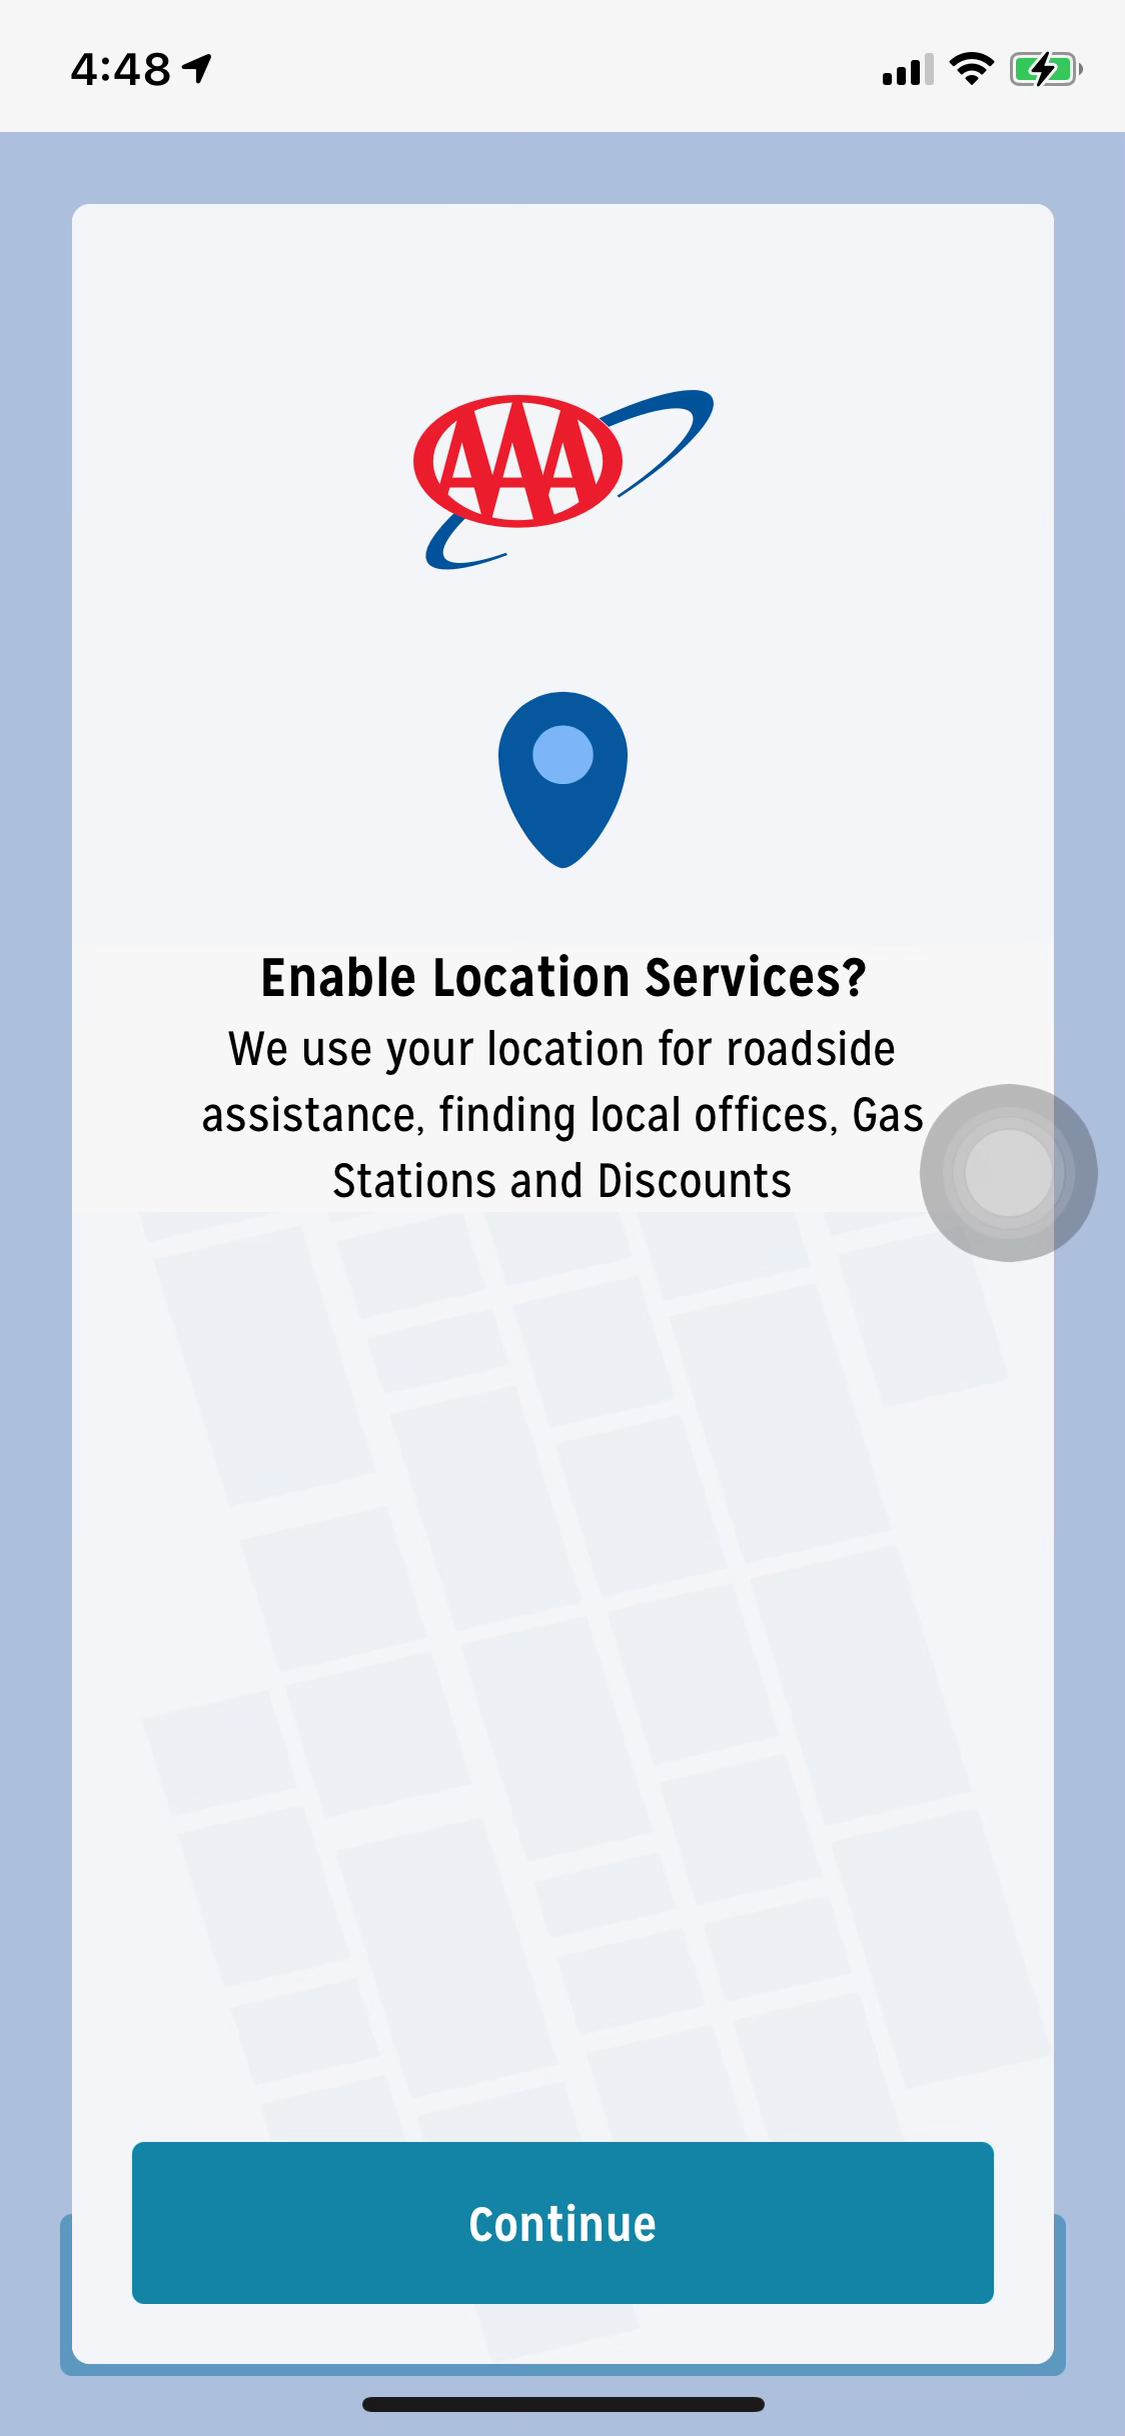 4:48
AAA
Enable Location Services?
We use your location for roadside
assistance, finding local offices, Gas
Stations and Discounts
Continue